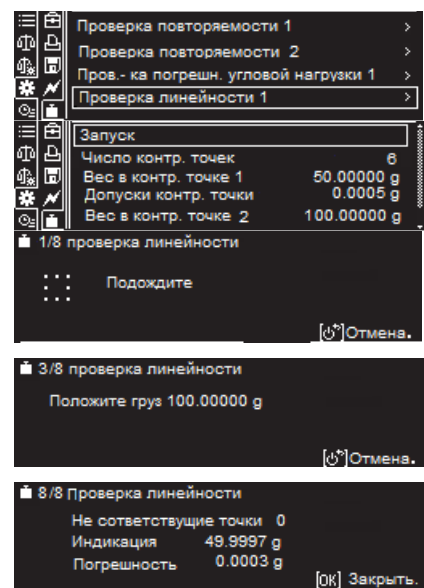 Проверка повторяемости 1 >
Проверка повторяемости 2 >
Пров.- ка погрешн. угловой нагрузки 1 >
Проверка линейности 1 >
Запуск
Число контр. точек 6
Вес в контр. точке 1 50.00000 g
Допуски контр. точки 0.0005 g
Вес в контр. точке 2 100.00000 g
1/8 проверка линейности
Подождите
[⏻]Отмена.
3/8 проверка линейности
Положите груз 100.00000 g
[⏻]Отмена.
8/8 Проверка линейности
Не сответствущие точки 0
Индикация 49.9997 g
Погрешность 0.0003 g
[OK] Закрыть.